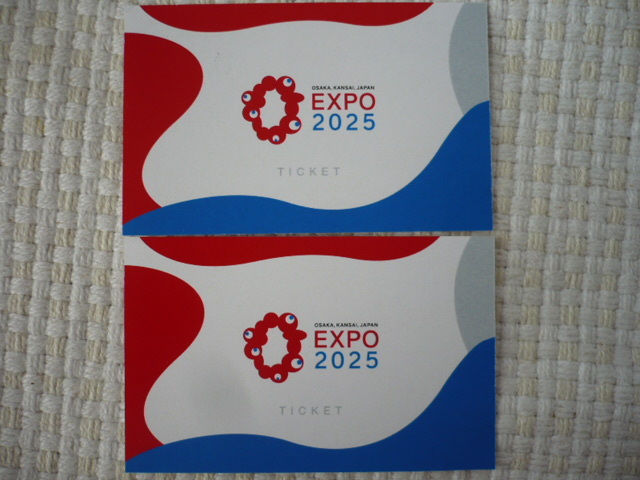 OSAKA, KANSAI, JAPAN
EXPO
2025
TICKET
OSAKA, KANSAI, JAPAN
EXPO
2025
TICKET